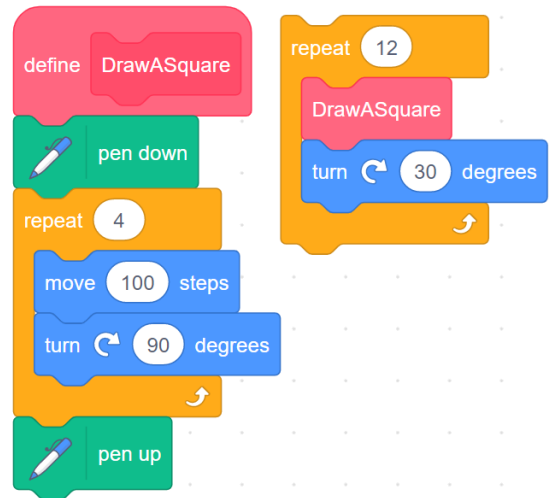 define DrawASquare
pen down
repeat 4
move 100 steps
turn 90 degrees
pen up
repeat 12
DrawASquare
turn 30 degrees